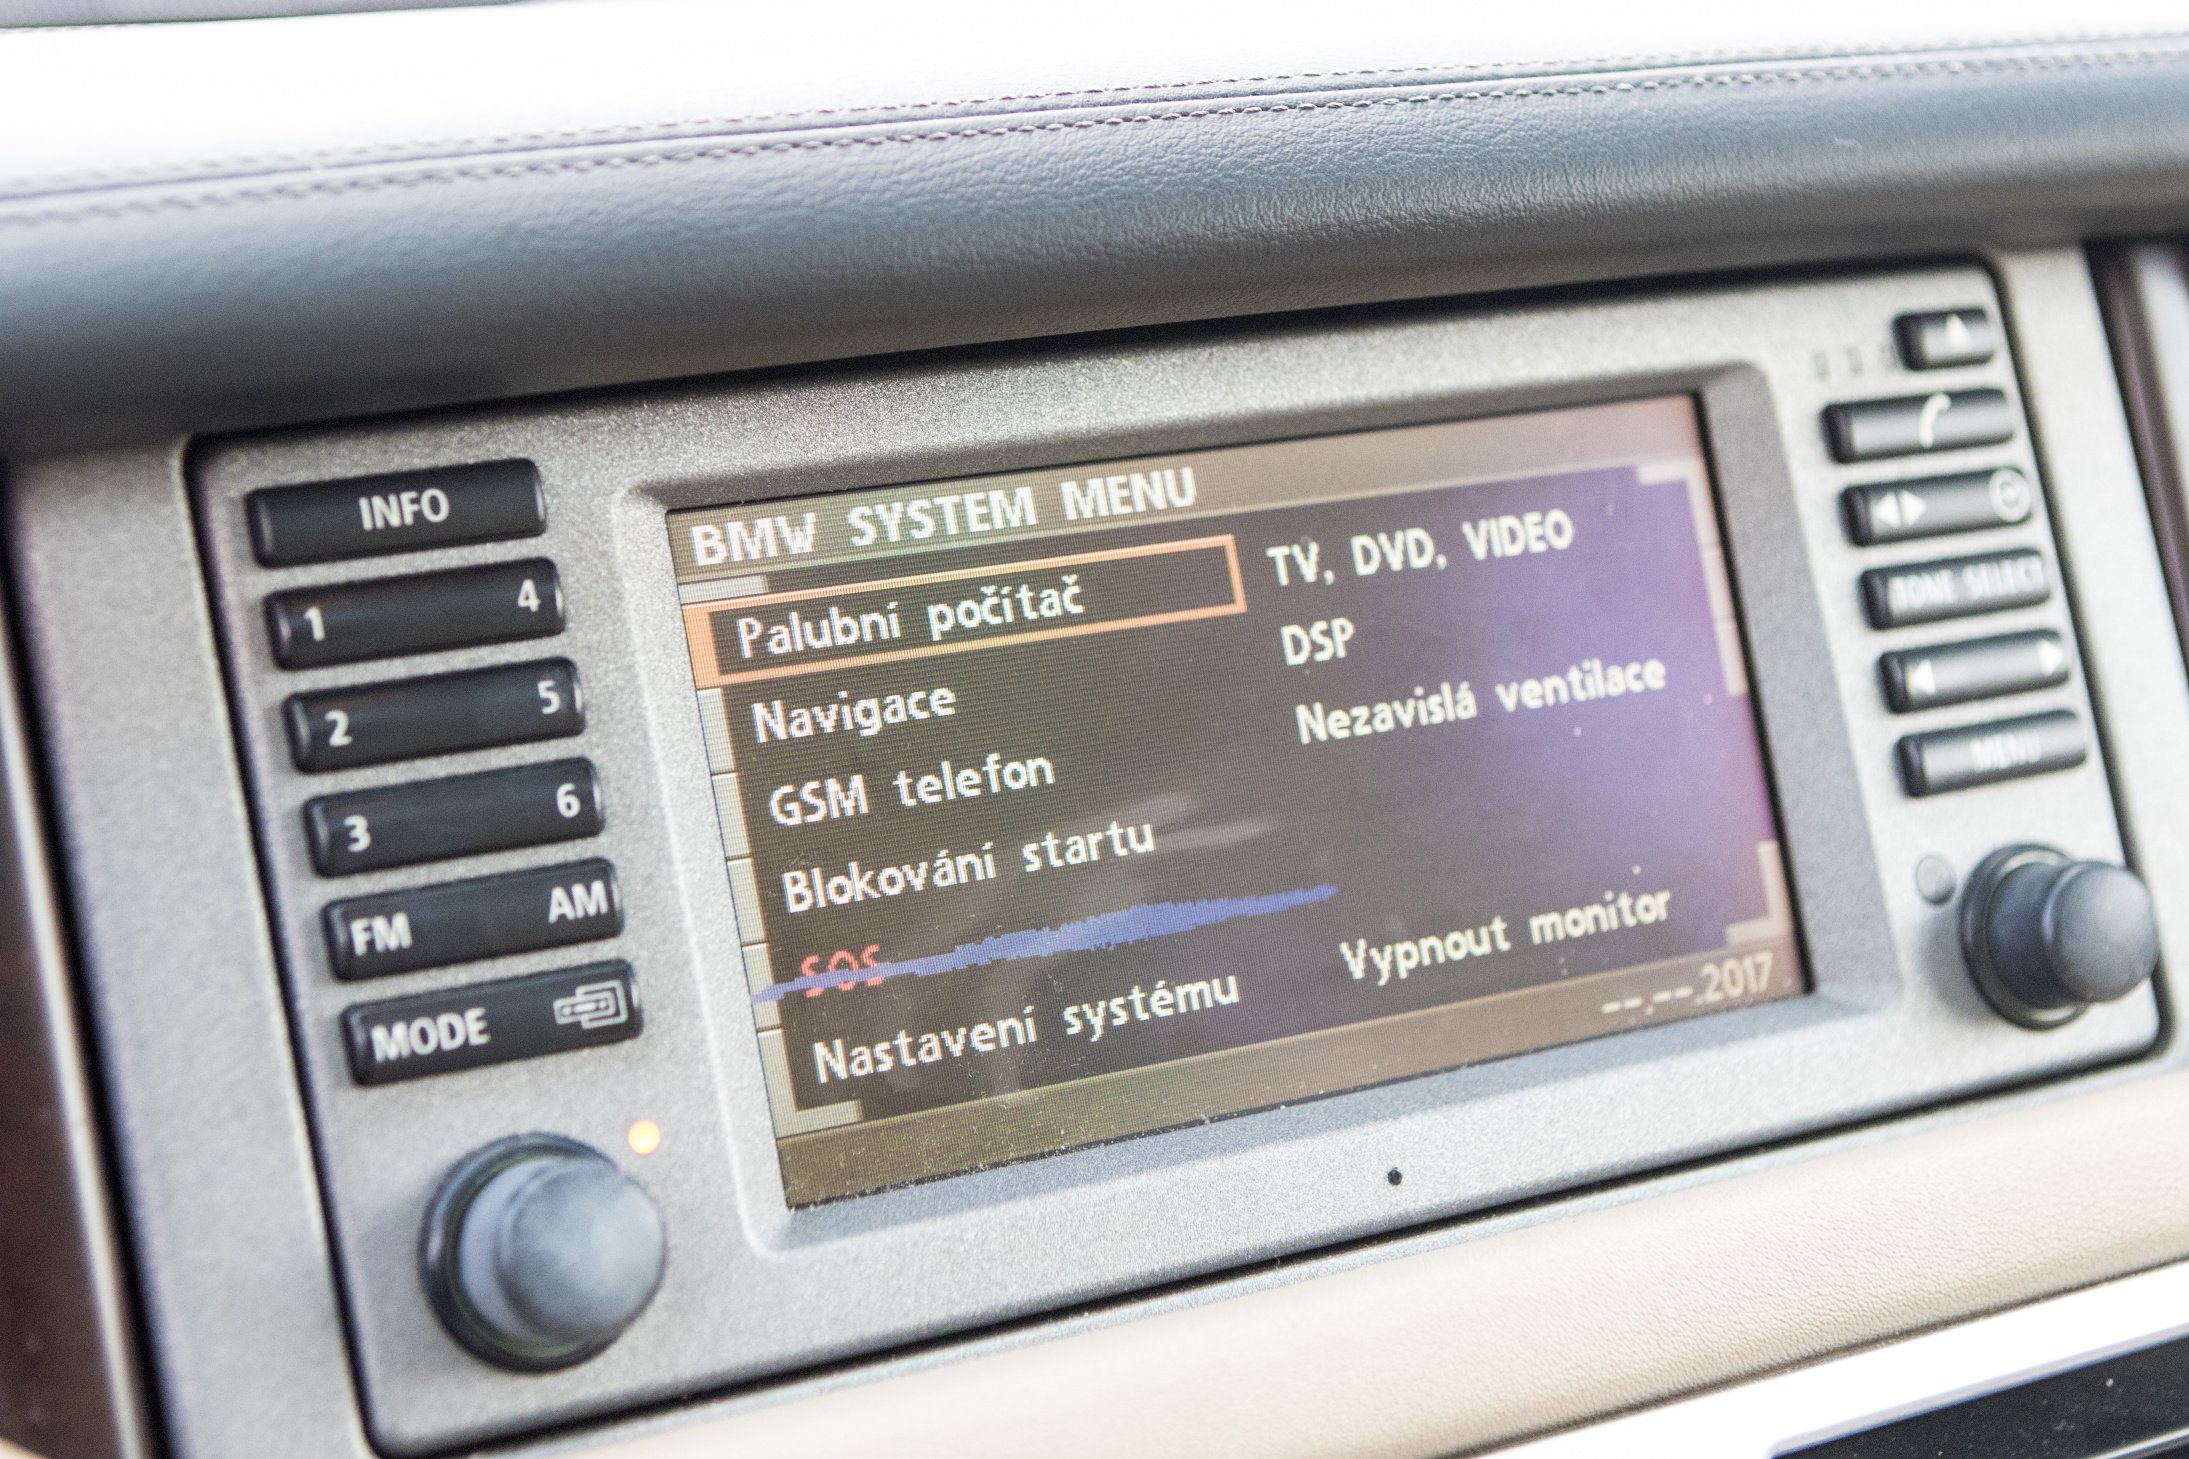 INFO
1 4
2 5
3 6
FM AM
MODE
BMW SYSTEM MENU
Palubní počítač
Navigace
GSM telefon
Blokování startu
SOS
Nastavení systému
TV, DVD, VIDEO
DSP
Nezavislá ventilace
Vypnout monitor
--.--.2017
TONE SELECT
MENU